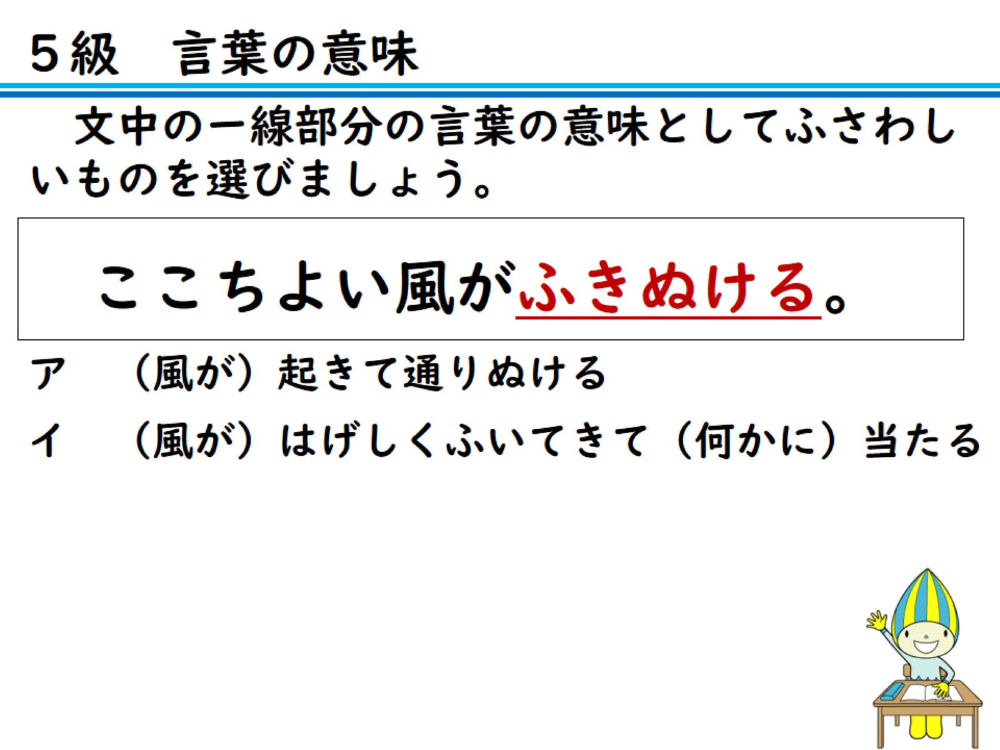 ５級　言葉の意味
文中の－線部分の言葉の意味としてふさわし
いものを選びましょう。
ここちよい風がふきぬける。
ア　（風が）起きて通りぬける
イ　（風が）はげしくふいてきて（何かに）当たる